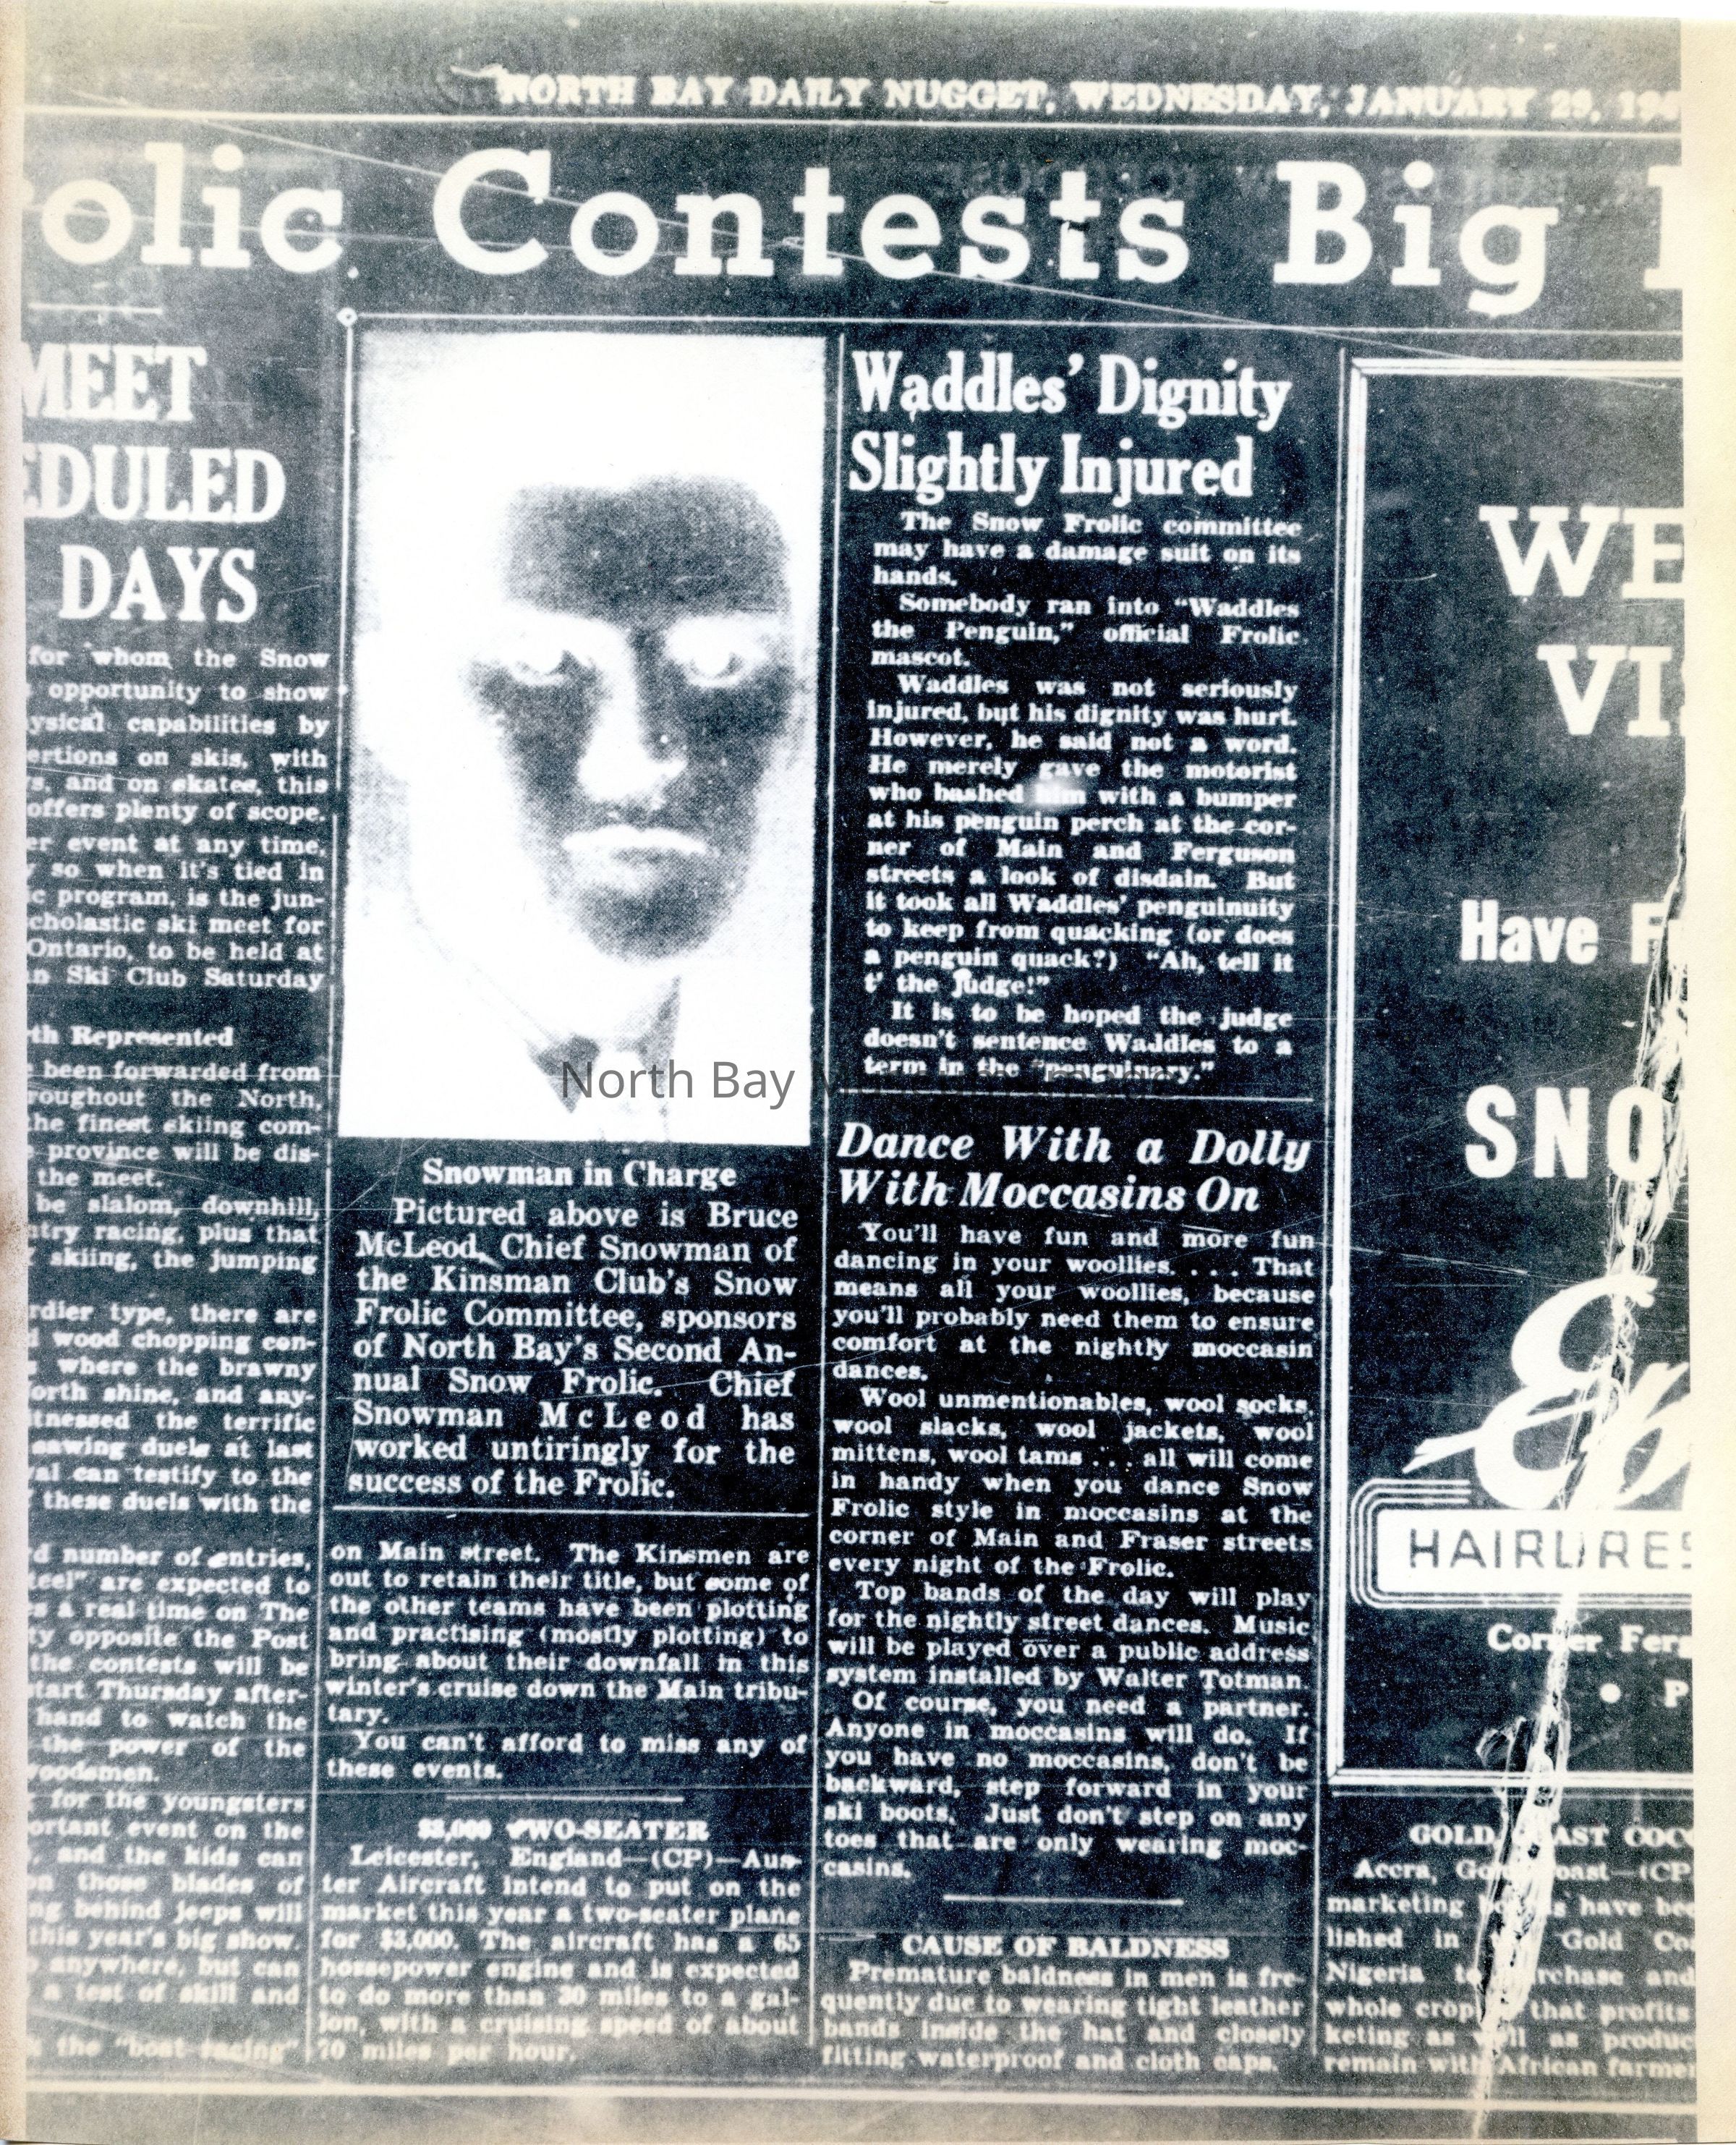 NORTH BAY DAILY NUGGET, WEDNESDAY, JANUARY 29, 194
olic Contests Big
MEET
EDULED
DAYS
for whom the Snow
opportunity to show
ysical capabilities by
ertions on skis, with
s, and on skates, this
offers plenty of scope.
er event at any time,
so when it's tied in
ic program, is the jun-
cholastic ski meet for
Ontario, to be held at
n Ski Club Saturday
th Represented
been forwarded from
roughout the North,
the finest skiing com-
province will be dis-
the meet.
be slalom, downhill,
ntry racing, plus that
skiing, the jumping
rdier type, there are
d wood chopping con-
where the brawny
orth shine, and any-
tnessed the terrific
sawing duels at last
val can testify to the
these duels with the
d number of entries,
teel" are expected to
s a real time on The
ty opposite the Post
the contests will be
start Thursday after-
hand to watch the
the power of the
woodsmen.
for the youngsters
ortant event on the
and the kids can
on those blades of
ng behind jeeps will
this year's big show.
anywhere, but can
a test of skill and
the "boat racing"
North Bay
Snowman in Charge
Pictured above is Bruce
McLeod, Chief Snowman of
the Kinsman Club's Snow
Frolic Committee, sponsors
of North Bay's Second An-
nual Snow Frolic. Chief
Snowman McLeod has
worked untiringly for the
success of the Frolic.
on Main street. The Kinsmen are
out to retain their title, but some of
the other teams have been plotting
and practising (mostly plotting) to
bring about their downfall in this
winter's cruise down the Main tribu-
tary.
You can't afford to miss any of
these events.
$3,000 TWO-SEATER
Leicester, England—(CP)—Aus-
ter Aircraft intend to put on the
market this year a two-seater plane
for $3,000. The aircraft has a 65
horsepower engine and is expected
to do more than 30 miles to a gal-
lon, with a cruising speed of about
70 miles per hour.
Waddles' Dignity
Slightly Injured
The Snow Frolic committee
may have a damage suit on its
hands.
Somebody ran into "Waddles
the Penguin," official Frolic
mascot.
Waddles was not seriously
injured, but his dignity was hurt.
However, he said not a word.
He merely gave the motorist
who bashed him with a bumper
at his penguin perch at the cor-
ner of Main and Ferguson
streets a look of disdain. But
it took all Waddles' penguinuity
to keep from quacking (or does
a penguin quack?) "Ah, tell it
t' the judge!"
It is to be hoped the judge
doesn't sentence Waddles to a
term in the "penguinary."
Dance With a Dolly
With Moccasins On
You'll have fun and more fun
dancing in your woollies. . . . That
means all your woollies, because
you'll probably need them to ensure
comfort at the nightly moccasin
dances.
Wool unmentionables, wool socks,
wool slacks, wool jackets, wool
mittens, wool tams . . . all will come
in handy when you dance Snow
Frolic style in moccasins at the
corner of Main and Fraser streets
every night of the Frolic.
Top bands of the day will play
for the nightly street dances. Music
will be played over a public address
system installed by Walter Totman.
Of course, you need a partner.
Anyone in moccasins will do. If
you have no moccasins, don't be
backward, step forward in your
ski boots. Just don't step on any
toes that are only wearing moc-
casins.
CAUSE OF BALDNESS
Premature baldness in men is fre-
quently due to wearing tight leather
bands inside the hat and closely
fitting waterproof and cloth caps.
WE
VI
Have F
SNO
HAIRDRES
Corner Ferg
• P
GOLD COAST COC
Accra, Gold Coast—(CP
marketing have bee
lished in Gold Co
Nigeria to purchase and
whole crop that profits
keting as well as produc
remain with African farmer